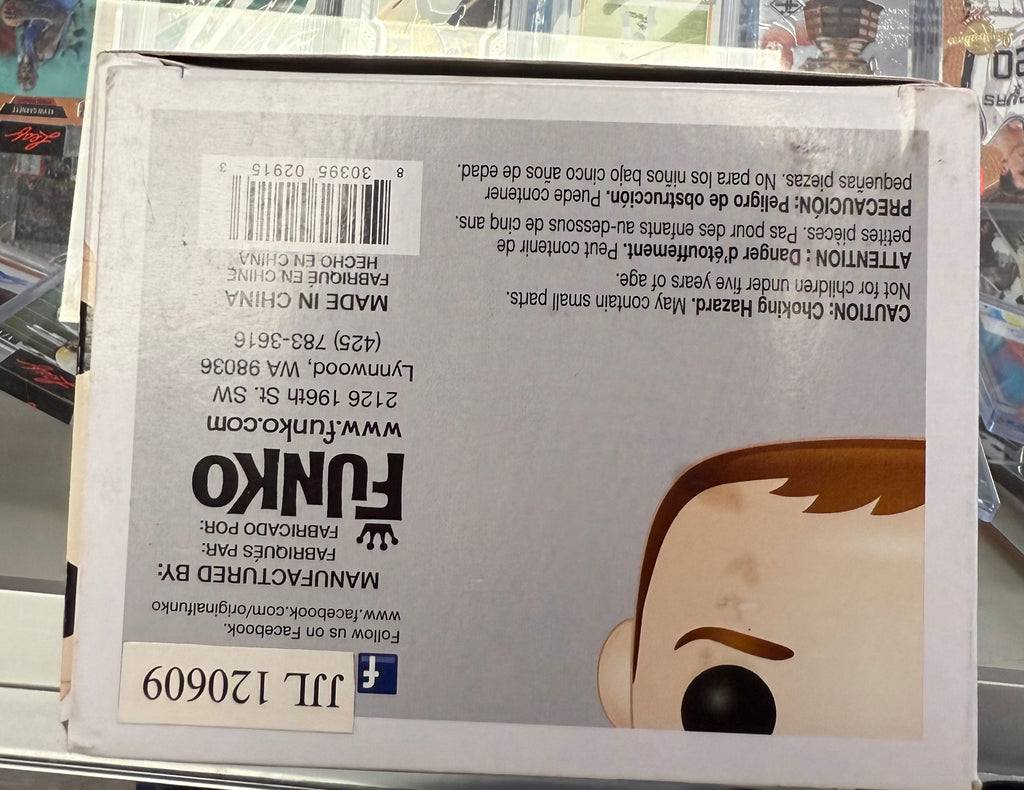 JJL 120609
Follow us on Facebook.
www.facebook.com/originalfunko
MANUFACTURED BY:
FABRIQUÉS PAR:
FABRICADO POR:
FUNKO
www.funko.com
2126 196th St. SW
Lynnwood, WA 98036
(425) 783-3616
MADE IN CHINA
FABRIQUÉ EN CHINE
HECHO EN CHINA
8 30395 02915 3
CAUTION: Choking Hazard. May contain small parts.
Not for children under five years of age.
ATTENTION : Danger d'étouffement. Peut contenir de
petites pièces. Pas pour des enfants au-dessous de cinq ans.
PRECAUCIÓN: Peligro de obstrucción. Puede contener
pequeñas piezas. No para los niños bajo cinco años de edad.
KEVIN GARNETT
Leaf
Leaf